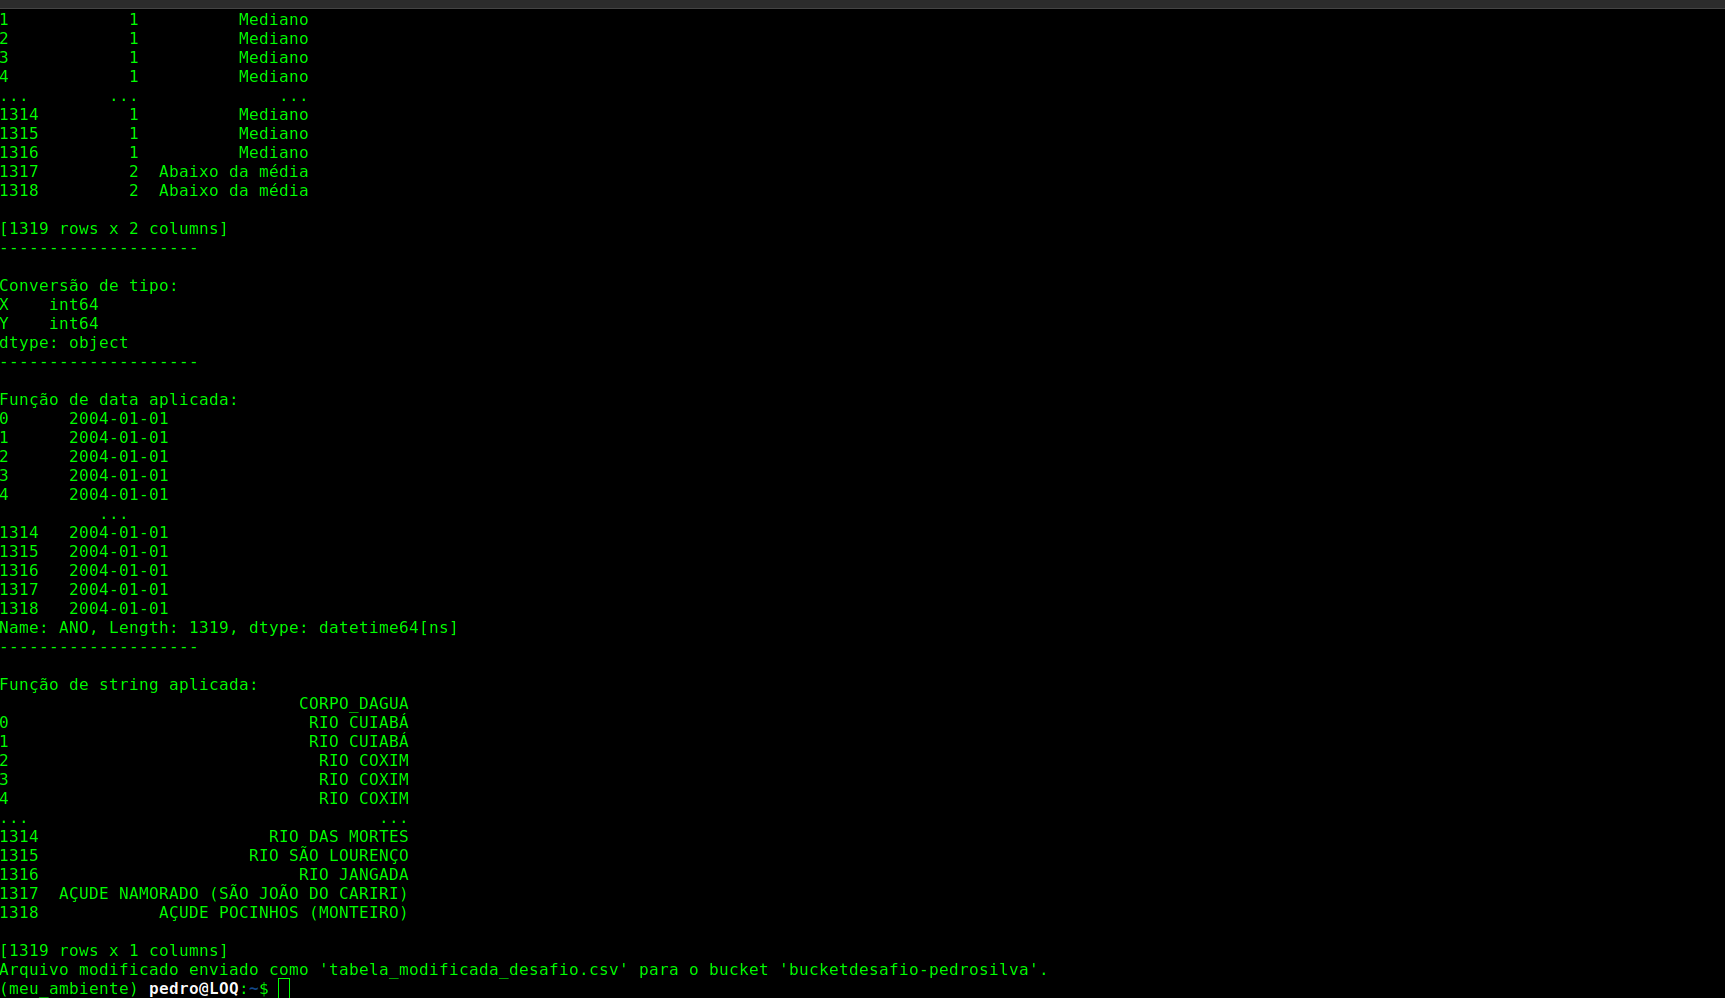 1            1          Mediano
2            1          Mediano
3            1          Mediano
4            1          Mediano
...        ...              ...
1314         1          Mediano
1315         1          Mediano
1316         1          Mediano
1317         2  Abaixo da média
1318         2  Abaixo da média
[1319 rows x 2 columns]
--------------------
Conversão de tipo:
X    int64
Y    int64
dtype: object
--------------------
Função de data aplicada:
0      2004-01-01
1      2004-01-01
2      2004-01-01
3      2004-01-01
4      2004-01-01
          ...
1314   2004-01-01
1315   2004-01-01
1316   2004-01-01
1317   2004-01-01
1318   2004-01-01
Name: ANO, Length: 1319, dtype: datetime64[ns]
--------------------
Função de string aplicada:
                              CORPO_DAGUA
0                              RIO CUIABÁ
1                              RIO CUIABÁ
2                               RIO COXIM
3                               RIO COXIM
4                               RIO COXIM
...                                   ...
1314                       RIO DAS MORTES
1315                     RIO SÃO LOURENÇO
1316                          RIO JANGADA
1317  AÇUDE NAMORADO (SÃO JOÃO DO CARIRI)
1318            AÇUDE POCINHOS (MONTEIRO)
[1319 rows x 1 columns]
Arquivo modificado enviado como 'tabela_modificada_desafio.csv' para o bucket 'bucketdesafio-pedrosilva'.
(meu_ambiente) pedro@LOQ:~$